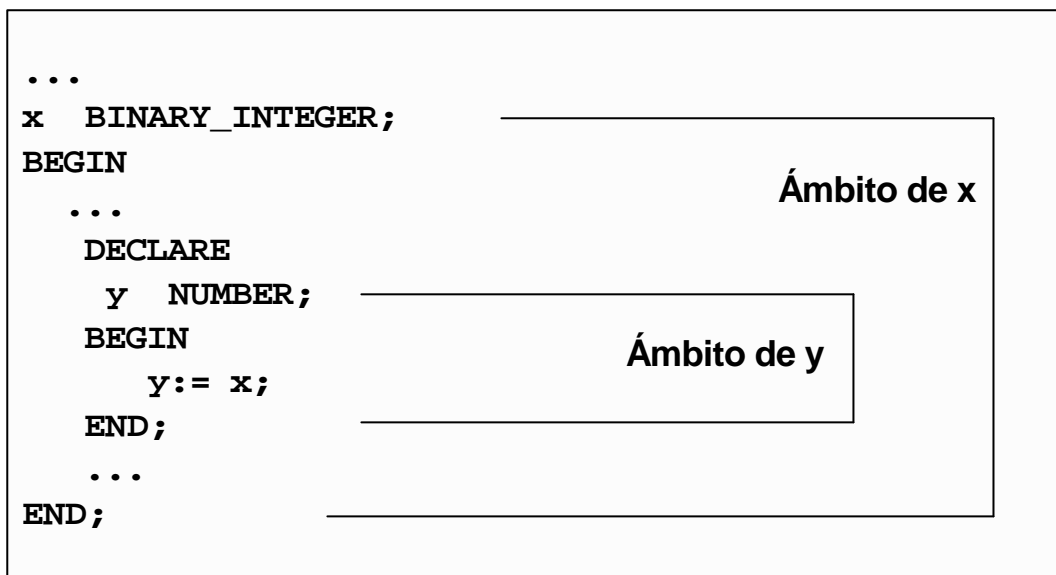 ...
x BINARY_INTEGER;
BEGIN
Ámbito de x
...
DECLARE
y NUMBER;
BEGIN
Ámbito de y
y:= x;
END;
...
END;